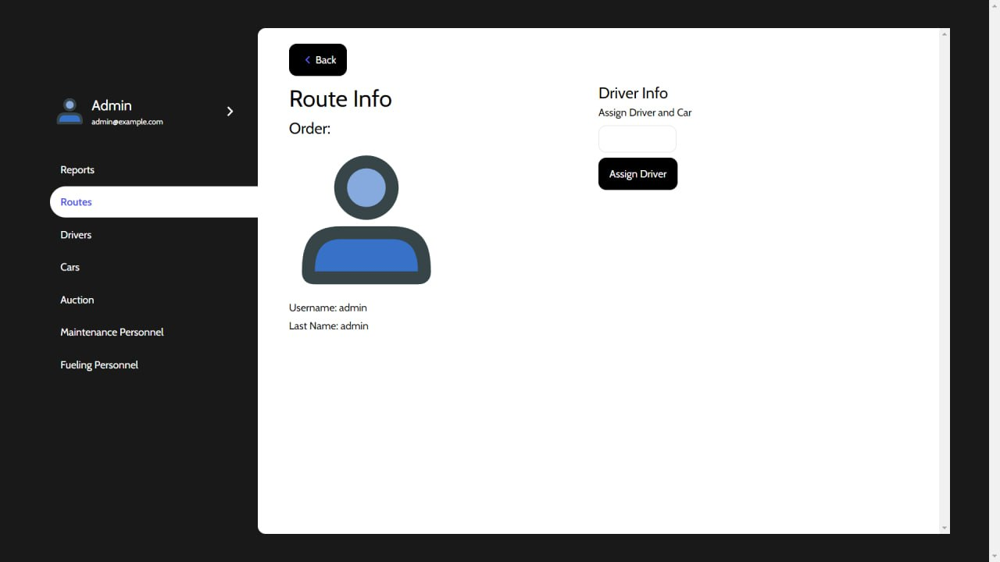 Admin
admin@example.com
Reports
Routes
Drivers
Cars
Auction
Maintenance Personnel
Fueling Personnel
Back
Route Info
Order:
Username: admin
Last Name: admin
Driver Info
Assign Driver and Car
Assign Driver